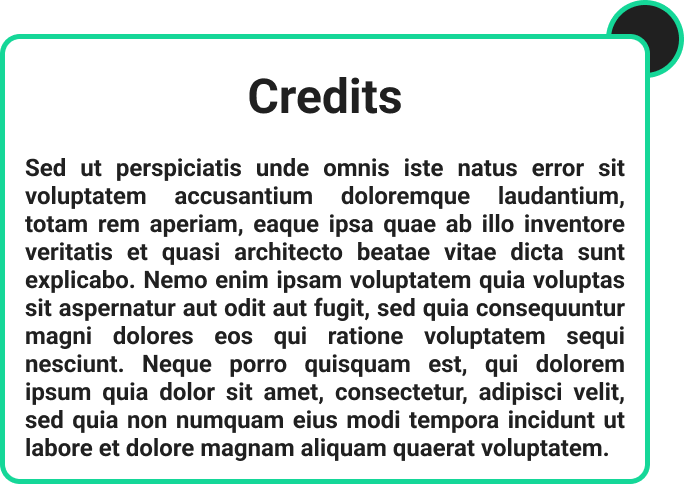 Credits
Sed ut perspiciatis unde omnis iste natus error sit
voluptatem accusantium doloremque laudantium,
totam rem aperiam, eaque ipsa quae ab illo inventore
veritatis et quasi architecto beatae vitae dicta sunt
explicabo. Nemo enim ipsam voluptatem quia voluptas
sit aspernatur aut odit aut fugit, sed quia consequuntur
magni dolores eos qui ratione voluptatem sequi
nesciunt. Neque porro quisquam est, qui dolorem
ipsum quia dolor sit amet, consectetur, adipisci velit,
sed quia non numquam eius modi tempora incidunt ut
labore et dolore magnam aliquam quaerat voluptatem.